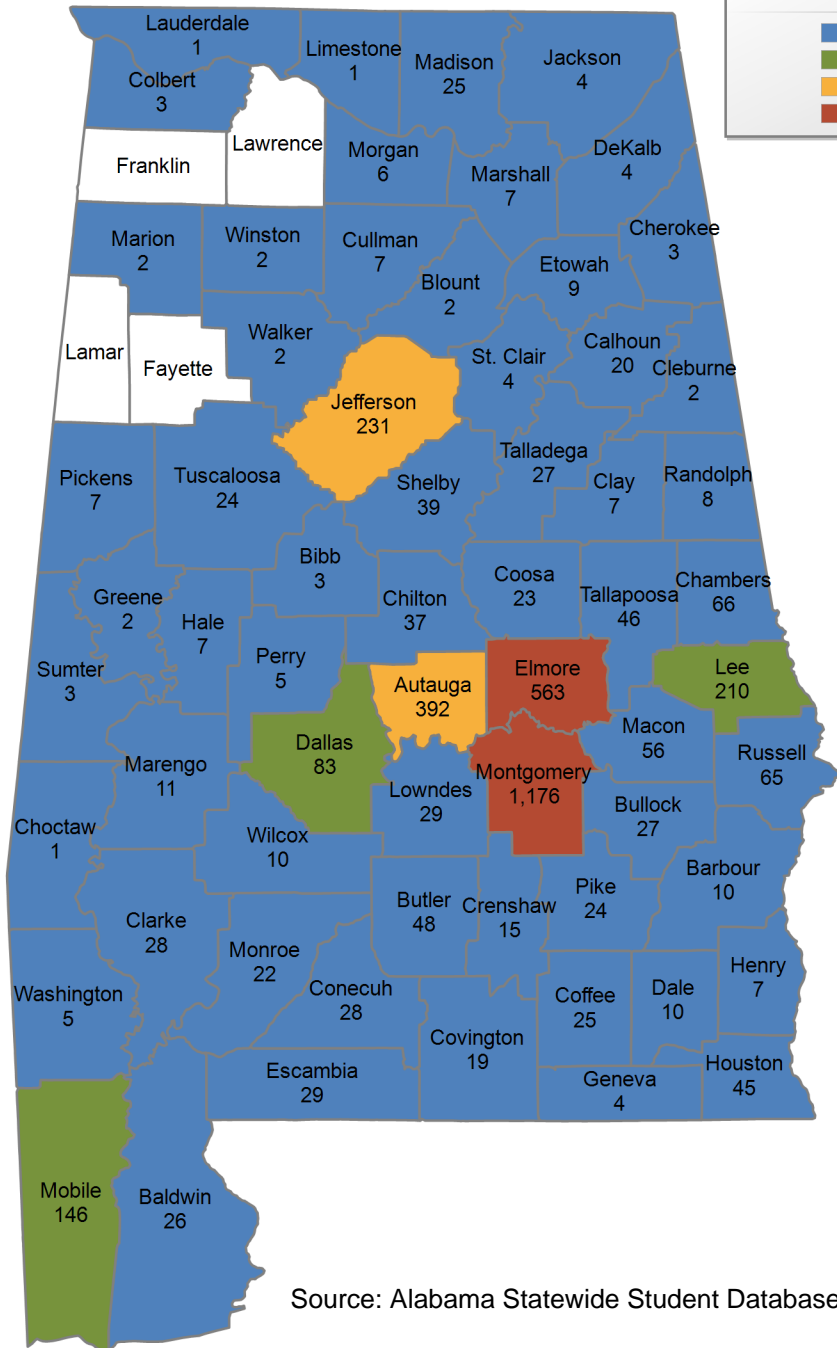 Lauderdale
1
Limestone
1
Madison
25
Jackson
4
Colbert
3
Franklin
Lawrence
Morgan
6
Marshall
7
DeKalb
4
Marion
2
Winston
2
Cullman
7
Blount
2
Etowah
9
Cherokee
3
Lamar
Fayette
Walker
2
Jefferson
231
St. Clair
4
Calhoun
20
Cleburne
2
Pickens
7
Tuscaloosa
24
Shelby
39
Talladega
27
Clay
7
Randolph
8
Bibb
3
Greene
2
Hale
7
Chilton
37
Coosa
23
Tallapoosa
46
Chambers
66
Sumter
3
Perry
5
Autauga
392
Elmore
563
Lee
210
Marengo
11
Dallas
83
Lowndes
29
Montgomery
1,176
Macon
56
Russell
65
Choctaw
1
Wilcox
10
Bullock
27
Clarke
28
Monroe
22
Butler
48
Crenshaw
15
Pike
24
Barbour
10
Washington
5
Conecuh
28
Covington
19
Coffee
25
Dale
10
Henry
7
Escambia
29
Geneva
4
Houston
45
Mobile
146
Baldwin
26
Source: Alabama Statewide Student Database